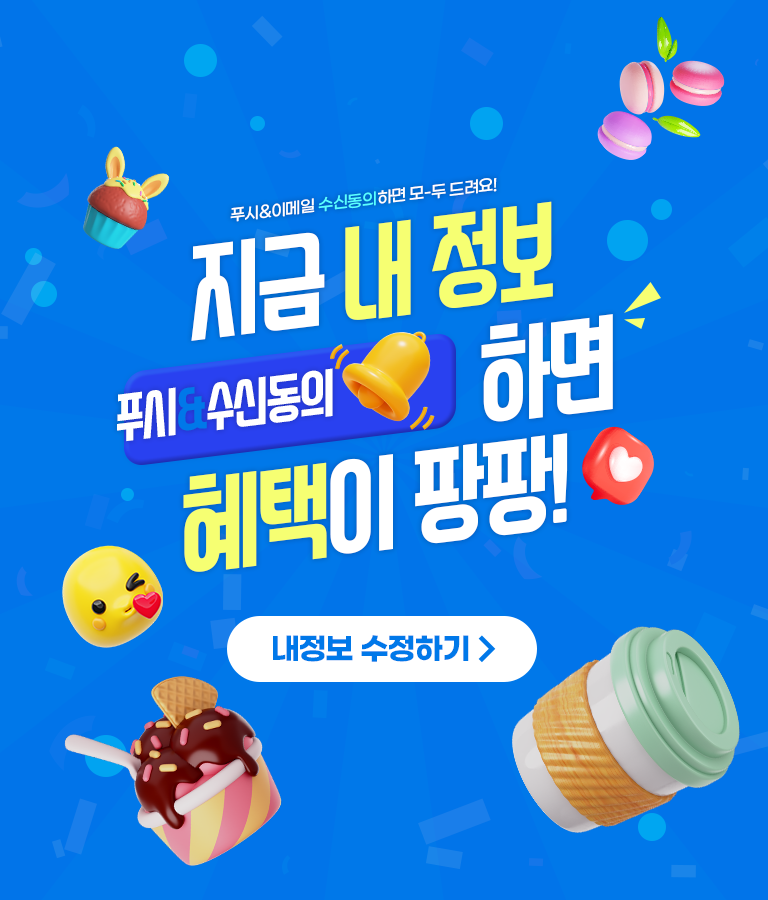 푸시&이메일 수신동의하면 모-두 드려요!
지금 내 정보
푸시&수신동의 하면
혜택이 팡팡!
내정보 수정하기 >